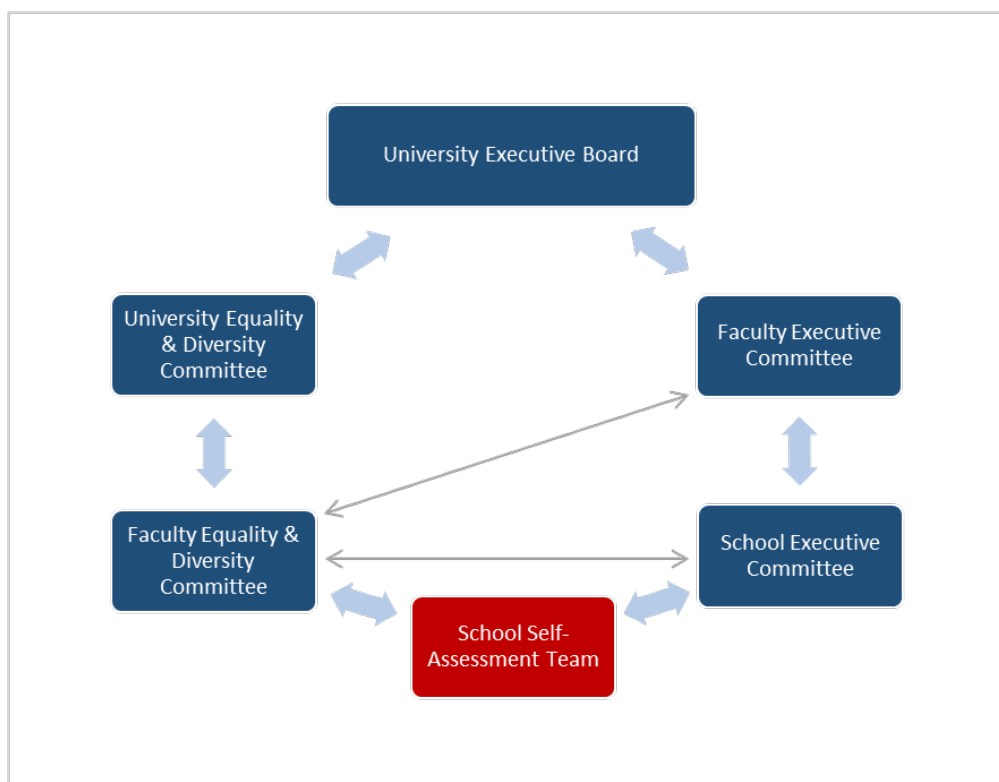 University Executive Board
University Equality
& Diversity
Committee
Faculty Executive
Committee
Faculty Equality &
Diversity
Committee
School Executive
Committee
School Self-
Assessment Team